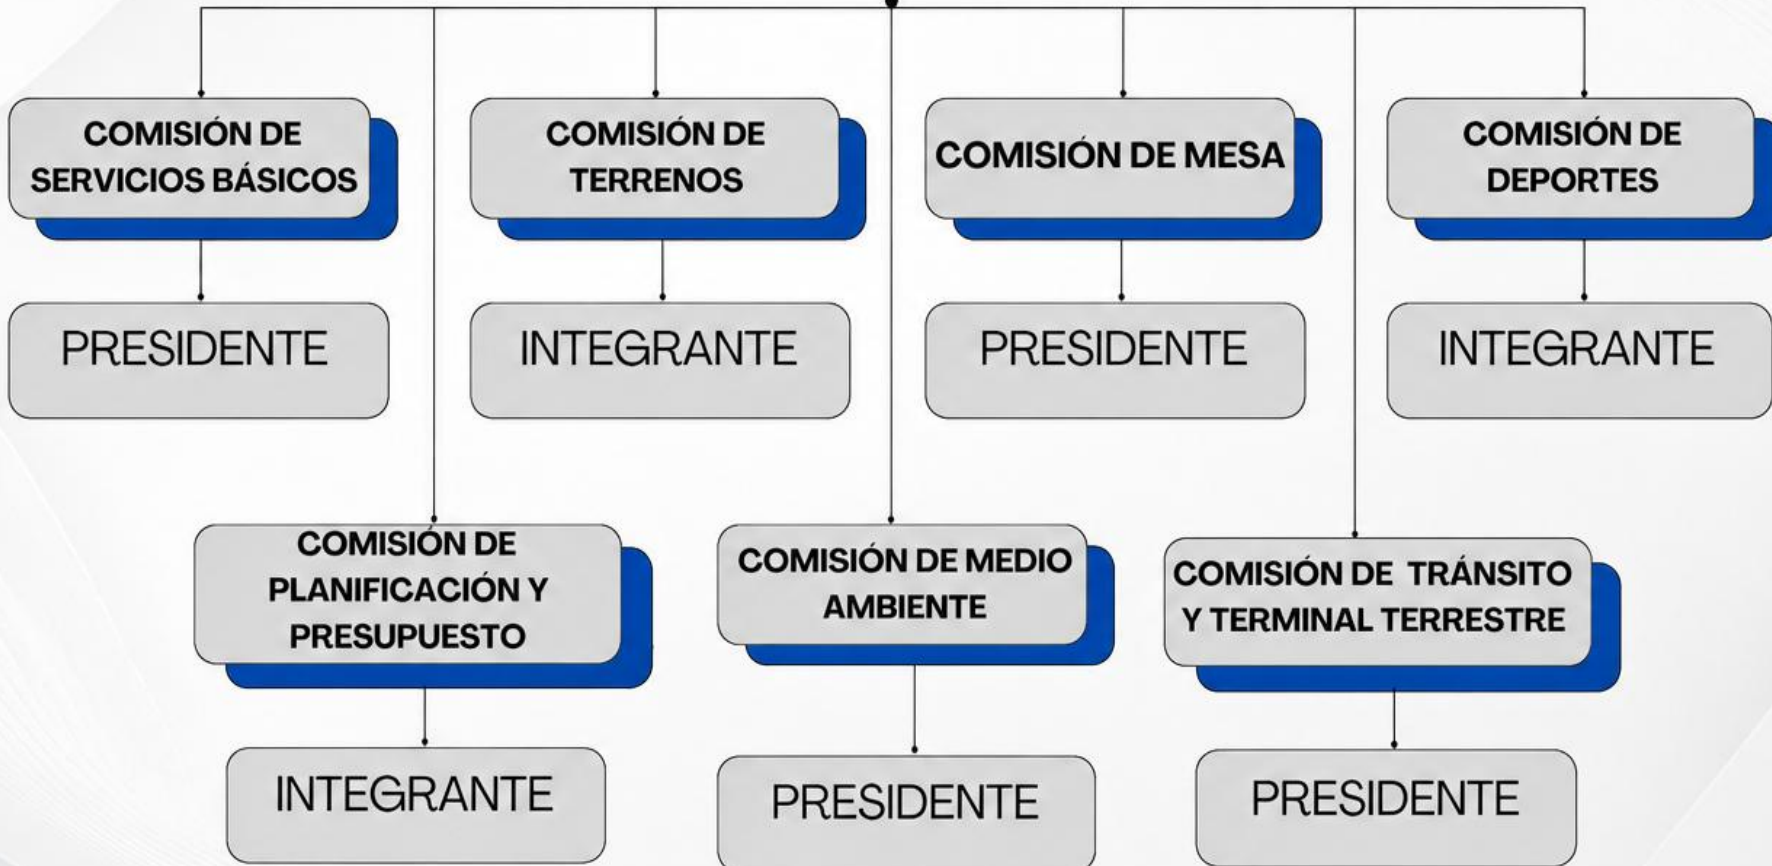 COMISIÓN DE
SERVICIOS BÁSICOS
COMISIÓN DE
TERRENOS
COMISIÓN DE MESA
COMISIÓN DE
DEPORTES
PRESIDENTE
INTEGRANTE
PRESIDENTE
INTEGRANTE
COMISIÓN DE
PLANIFICACIÓN Y
PRESUPUESTO
COMISIÓN DE MEDIO
AMBIENTE
COMISIÓN DE TRÁNSITO
Y TERMINAL TERRESTRE
INTEGRANTE
PRESIDENTE
PRESIDENTE